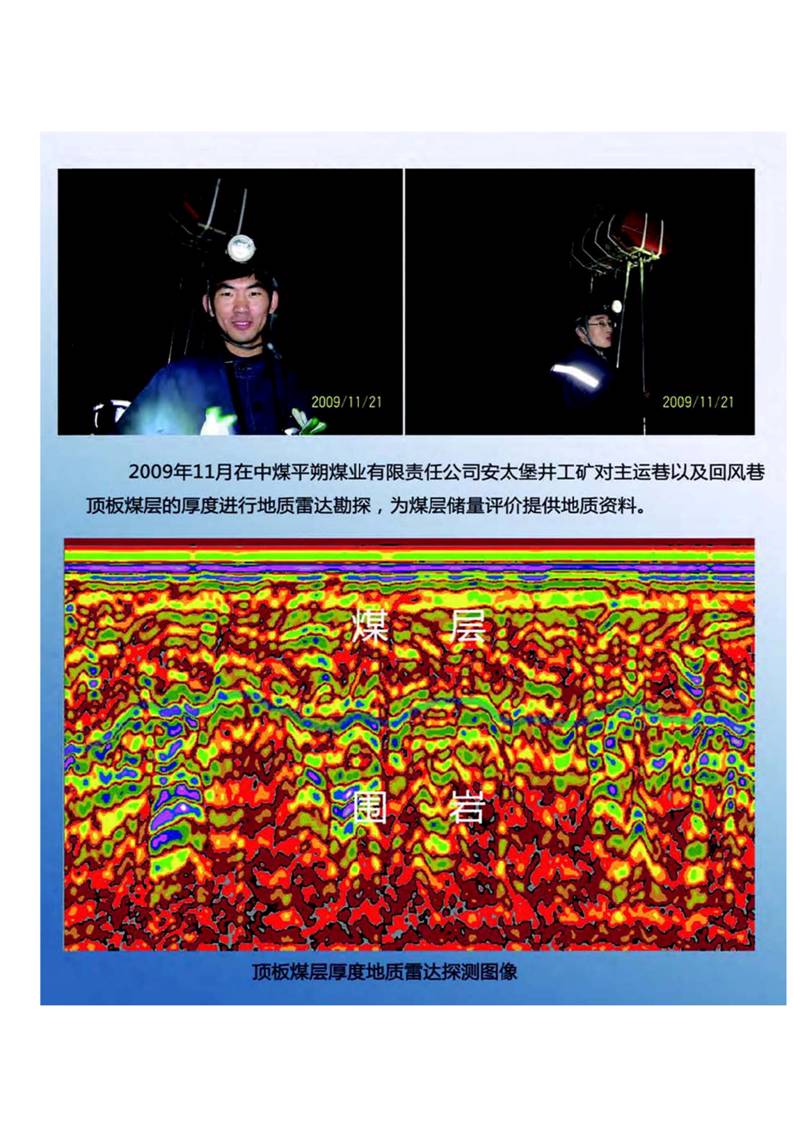 2009/11/21
2009/11/21
2009年11月在中煤平朔煤业有限责任公司安太堡井工矿对主运巷以及回风巷
顶板煤层的厚度进行地质雷达勘探，为煤层储量评价提供地质资料。
煤 层
围 岩
顶板煤层厚度地质雷达探测图像